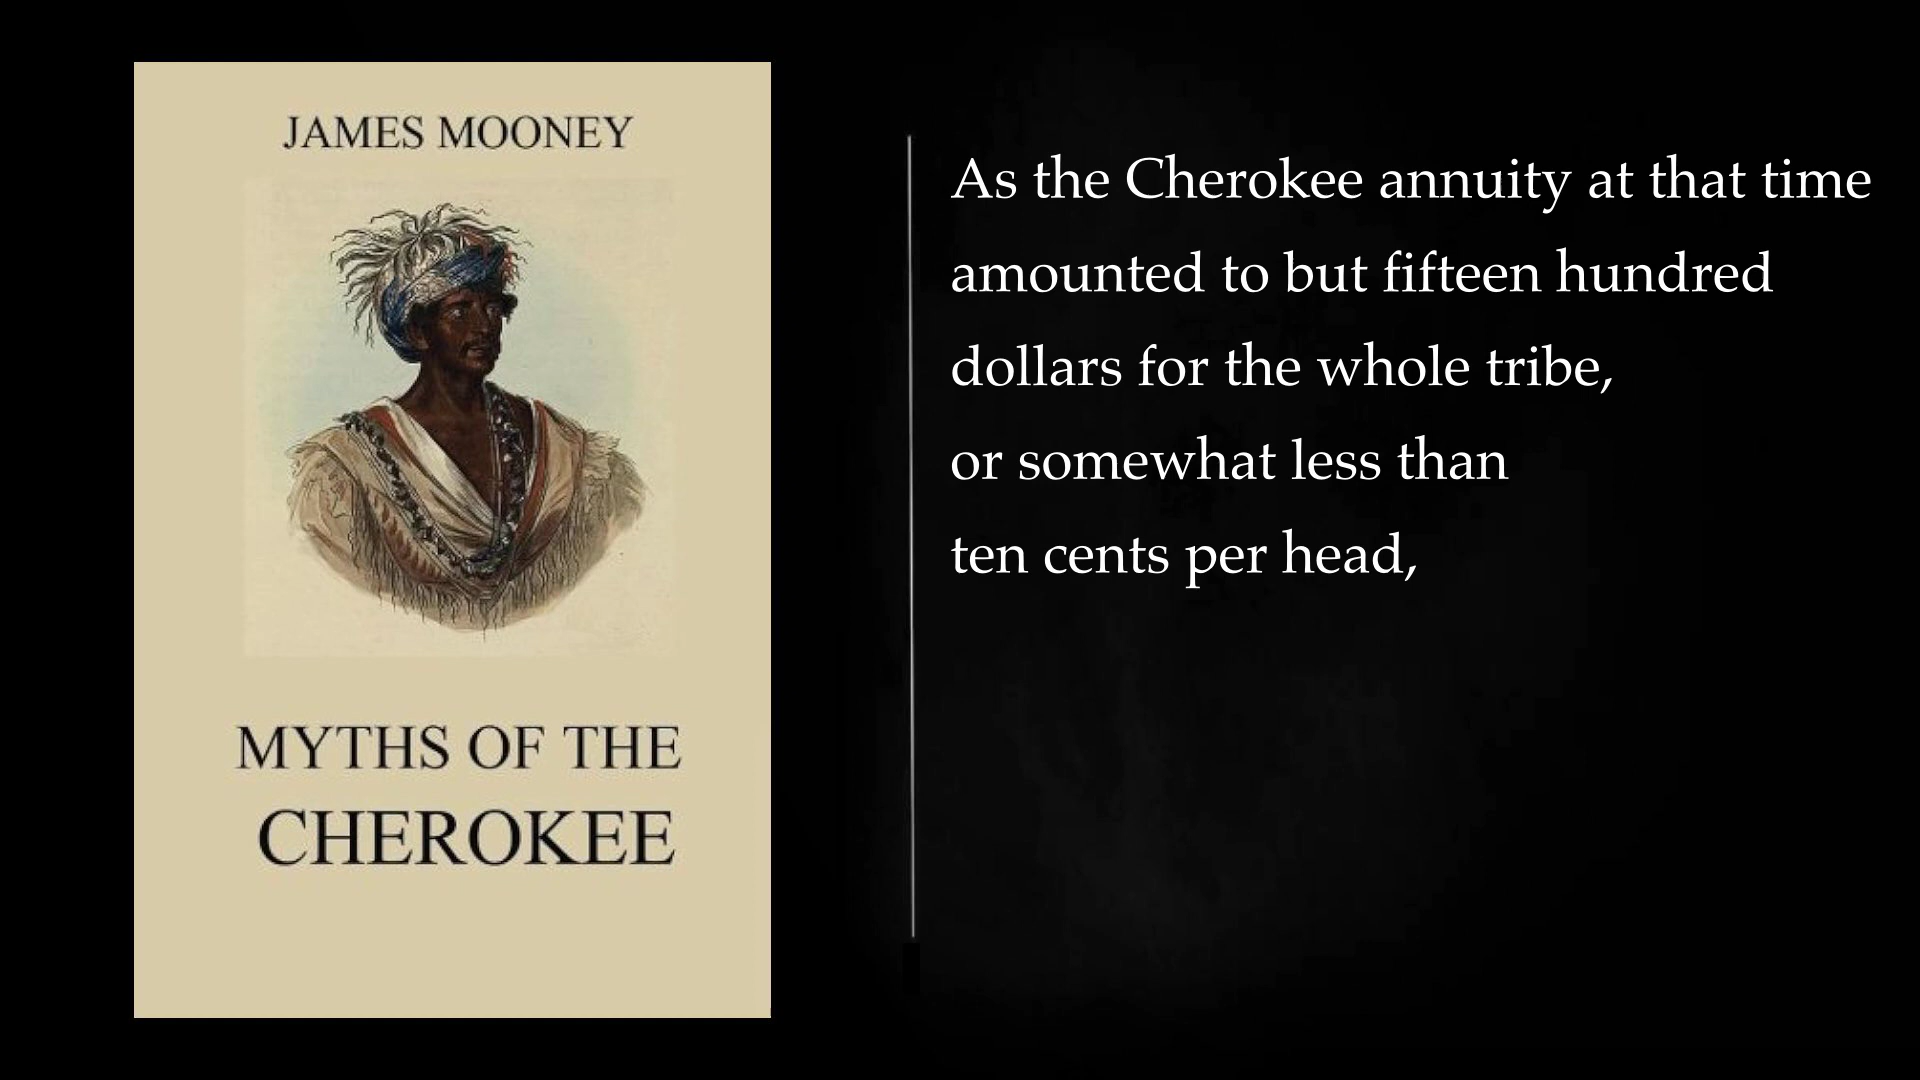 JAMES MOONEY
MYTHS OF THE
CHEROKEE
As the Cherokee annuity at that time
amounted to but fifteen hundred
dollars for the whole tribe,
or somewhat less than
ten cents per head,